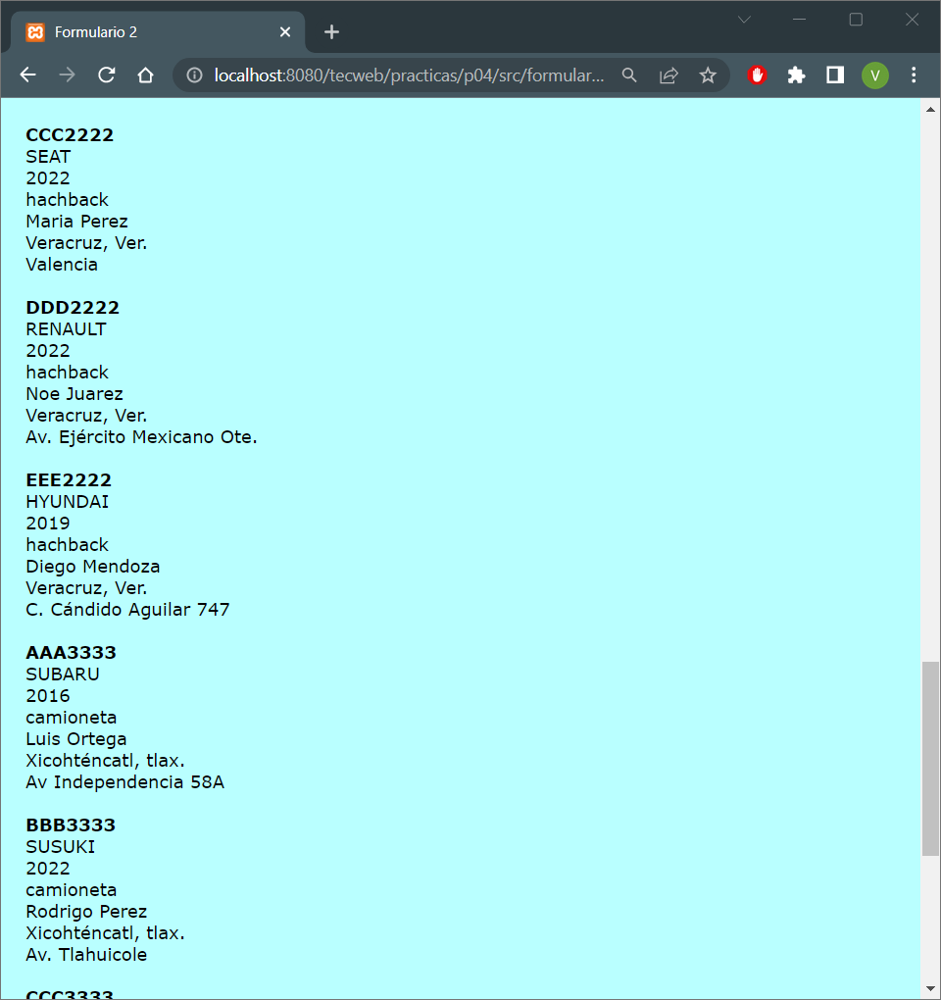 Formulario 2
localhost:8080/tecweb/practicas/p04/src/formular...
V
CCC2222
SEAT
2022
hachback
Maria Perez
Veracruz, Ver.
Valencia
DDD2222
RENAULT
2022
hachback
Noe Juarez
Veracruz, Ver.
Av. Ejército Mexicano Ote.
EEE2222
HYUNDAI
2019
hachback
Diego Mendoza
Veracruz, Ver.
C. Cándido Aguilar 747
AAA3333
SUBARU
2016
camioneta
Luis Ortega
Xicohténcatl, tlax.
Av Independencia 58A
BBB3333
SUSUKI
2022
camioneta
Rodrigo Perez
Xicohténcatl, tlax.
Av. Tlahuicole
CCC3333